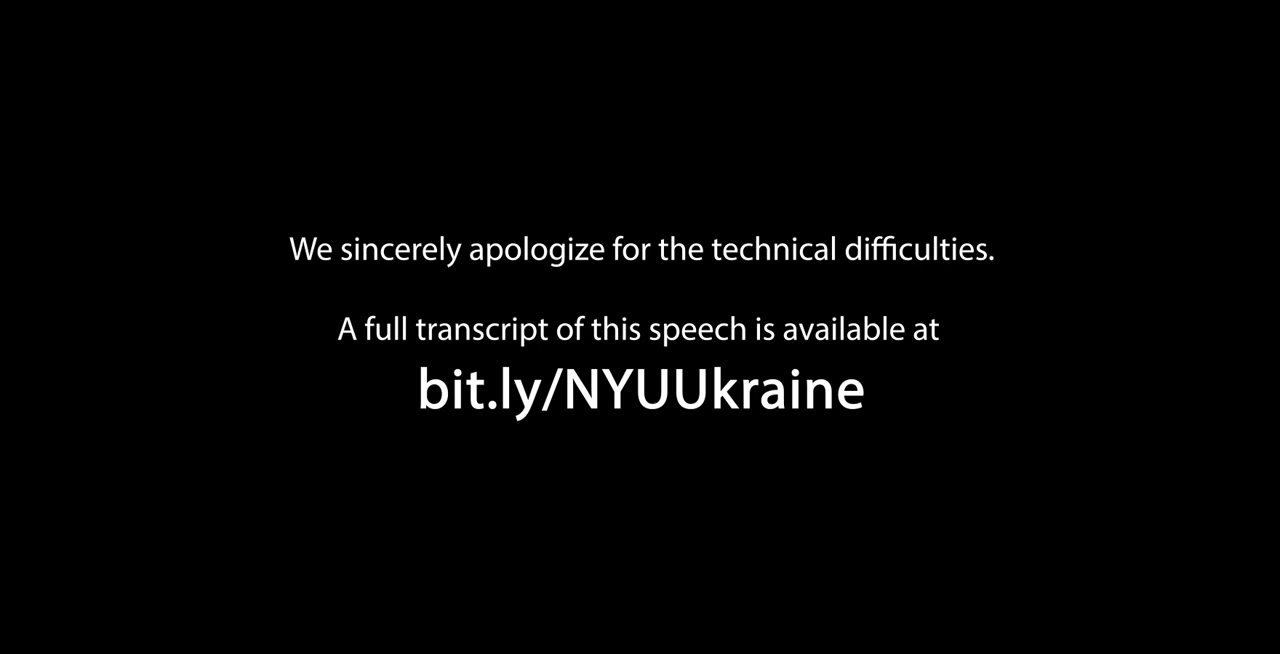 We sincerely apologize for the technical difficulties.
A full transcript of this speech is available at
bit.ly/NYUUkraine